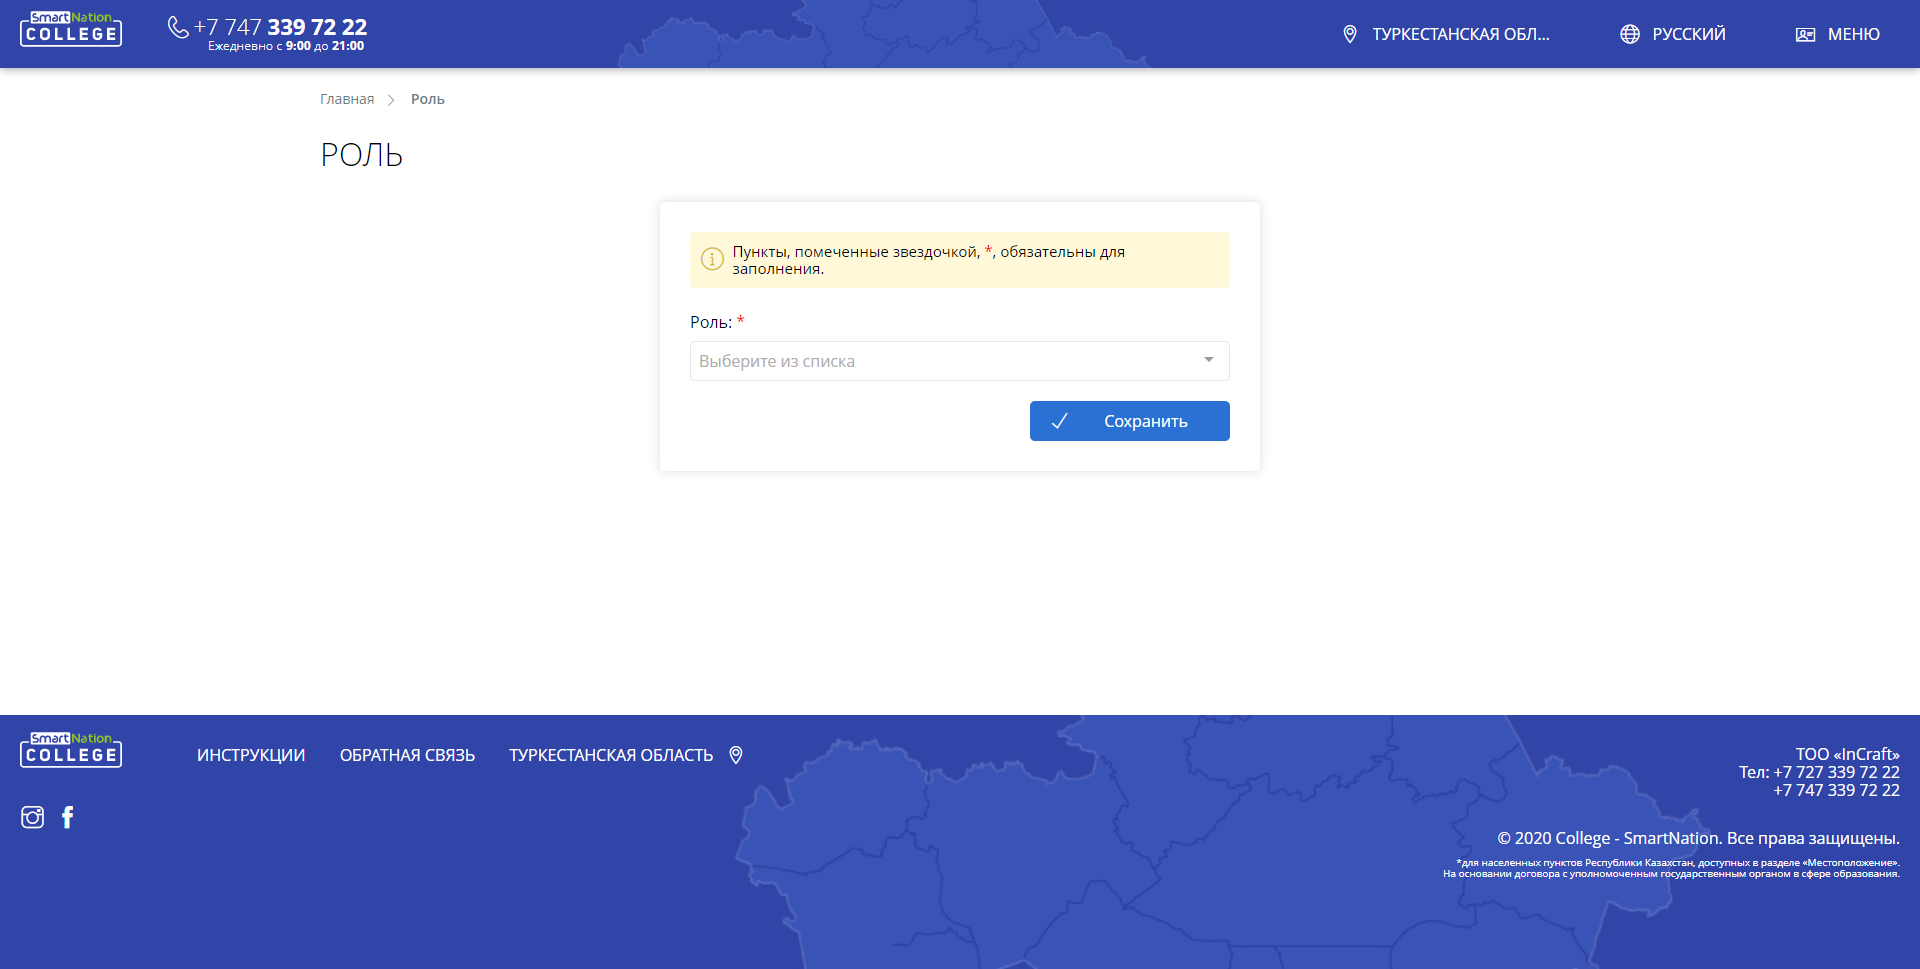 SmartNation
COLLEGE
+7 747 339 72 22
Ежедневно с 9:00 до 21:00
ТУРКЕСТАНСКАЯ ОБЛ...
РУССКИЙ
МЕНЮ
Главная
Роль
РОЛЬ
Пункты, помеченные звездочкой, *, обязательны для
заполнения.
Роль: *
Выберите из списка
Сохранить
SmartNation
COLLEGE
ИНСТРУКЦИИ
ОБРАТНАЯ СВЯЗЬ
ТУРКЕСТАНСКАЯ ОБЛАСТЬ
ТОО «InCraft»
Тел: +7 727 339 72 22
+7 747 339 72 22
© 2020 College - SmartNation. Все права защищены.
*для населенных пунктов Республики Казахстан, доступных в разделе «Местоположение».
На основании договора с уполномоченным государственным органом в сфере образования.